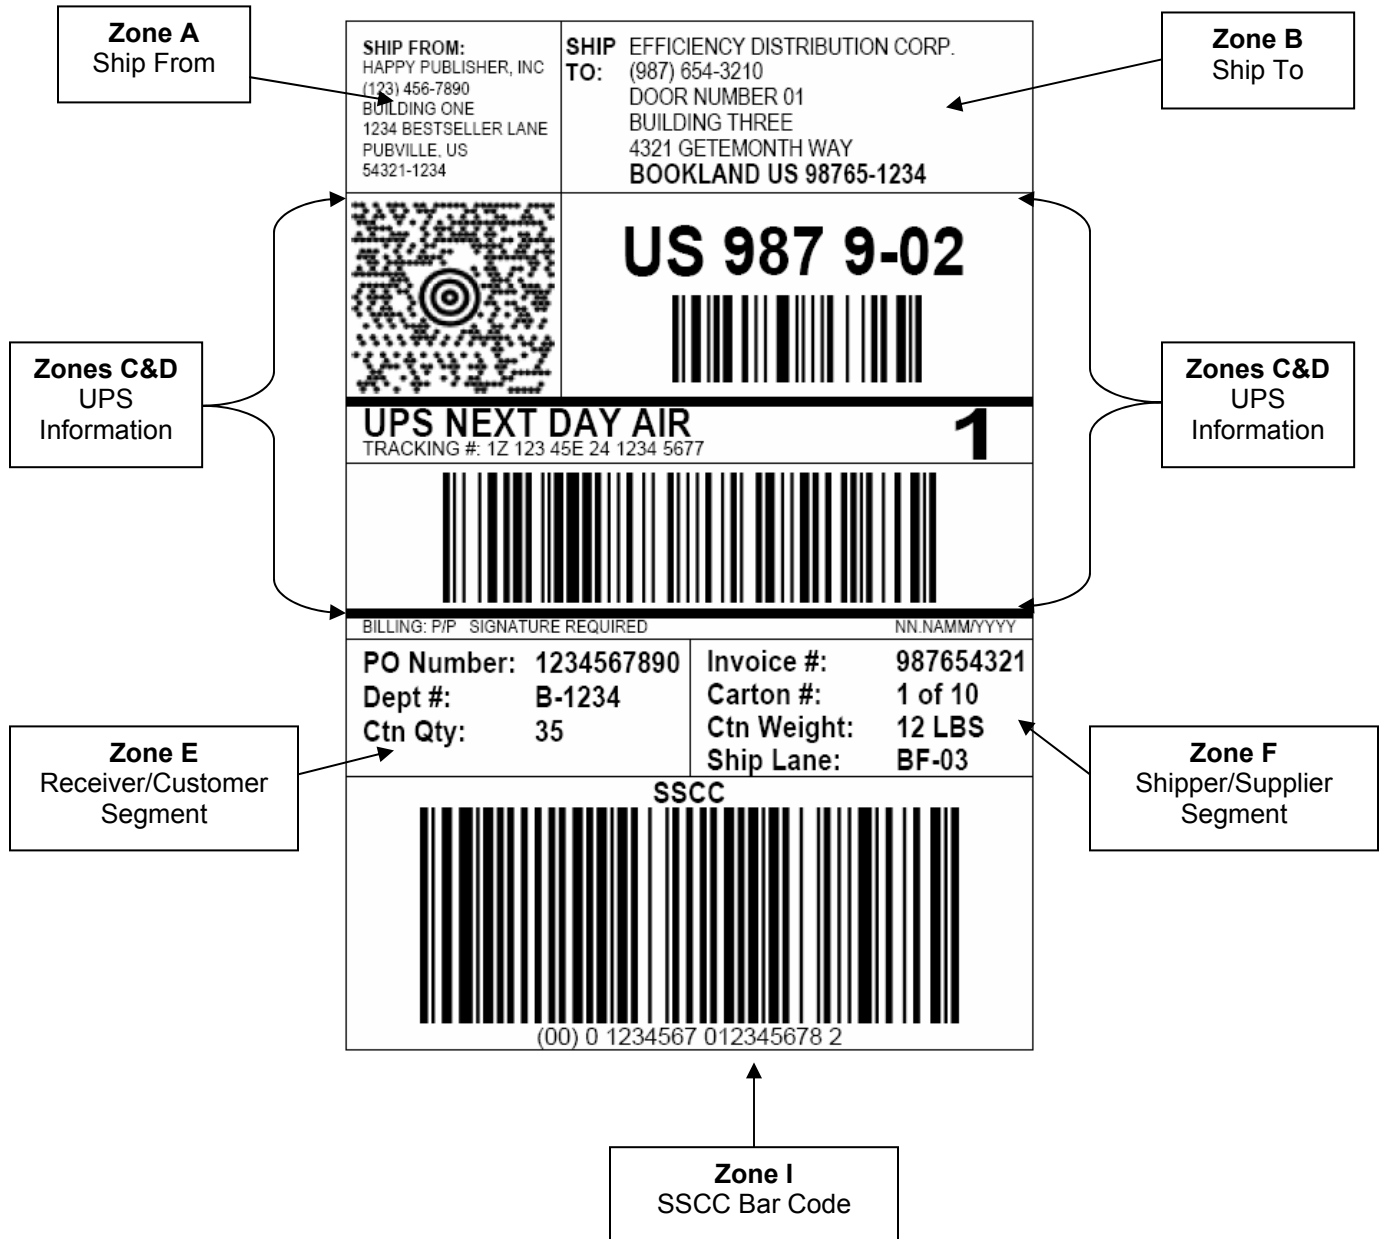 Zone A
Ship From
SHIP FROM:
HAPPY PUBLISHER, INC
(123) 456-7890
BUILDING ONE
1234 BESTSELLER LANE
PUBVILLE, US
54321-1234
SHIP TO:
EFFICIENCY DISTRIBUTION CORP.
(987) 654-3210
DOOR NUMBER 01
BUILDING THREE
4321 GETEMONTH WAY
BOOKLAND US 98765-1234
Zone B
Ship To
US 987 9-02
Zones C&D
UPS
Information
Zones C&D
UPS
Information
UPS NEXT DAY AIR
1
TRACKING #: 1Z 123 45E 24 1234 5677
BILLING: P/P SIGNATURE REQUIRED
NN.NAMM/YYYY
PO Number: 1234567890
Dept #: B-1234
Ctn Qty: 35
Invoice #: 987654321
Carton #: 1 of 10
Ctn Weight: 12 LBS
Ship Lane: BF-03
Zone E
Receiver/Customer
Segment
Zone F
Shipper/Supplier
Segment
SSCC
(00) 0 1234567 012345678 2
Zone I
SSCC Bar Code